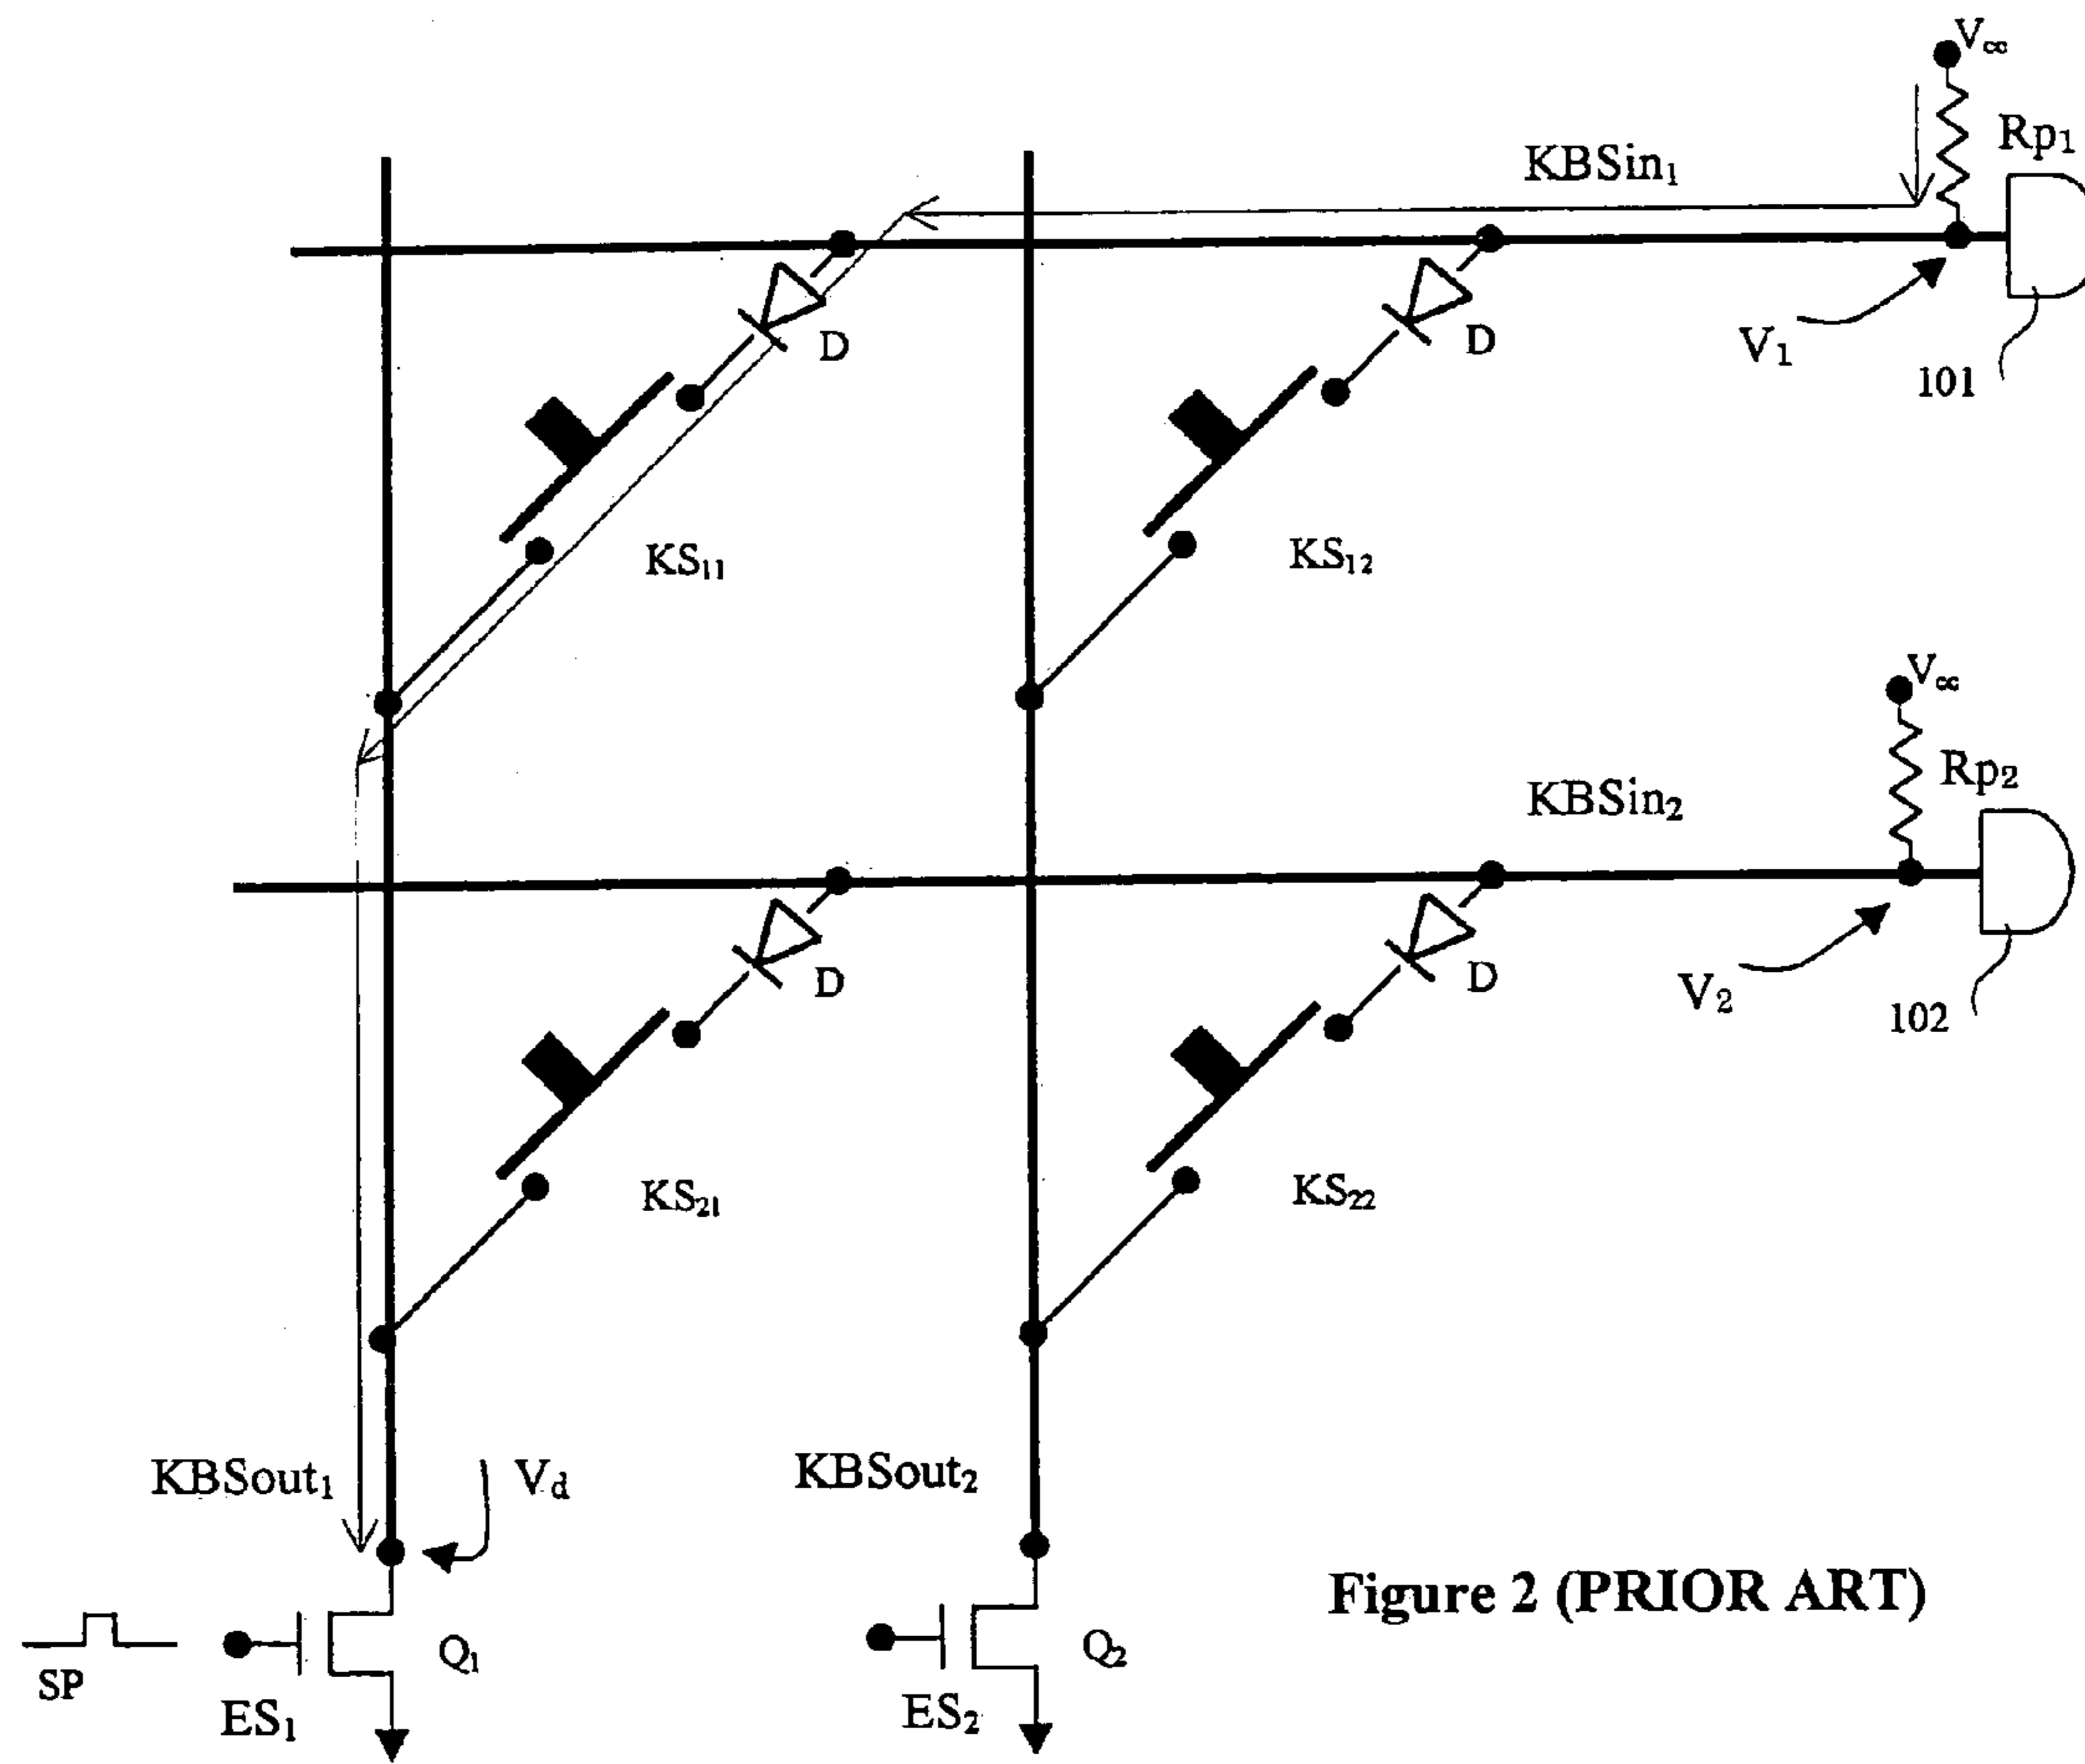 Vcc
Rp₁
KBSin₁
D
D
V₁
101
KS₁₁
KS₁₂
Vcc
Rp₂
KBSin₂
D
D
V₂
102
KS₂₁
KS₂₂
KBSout₁
Vd
KBSout₂
Figure 2 (PRIOR ART)
SP
ES₁
Q₁
ES₂
Q₂